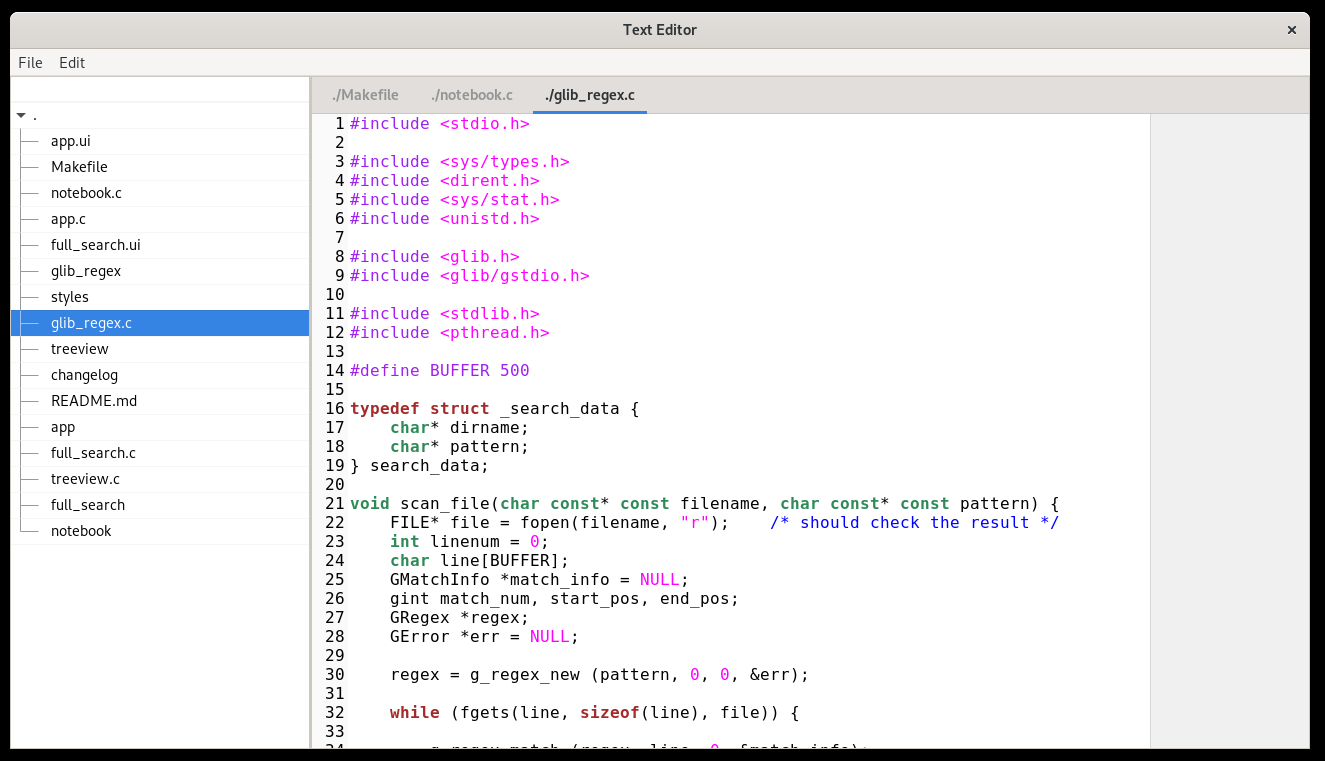 Text Editor ×
File Edit
./Makefile ./notebook.c ./glib_regex.c
.
app.ui
Makefile
notebook.c
app.c
full_search.ui
glib_regex
styles
glib_regex.c
treeview
changelog
README.md
app
full_search.c
treeview.c
full_search
notebook
1 #include <stdio.h>
2
3 #include <sys/types.h>
4 #include <dirent.h>
5 #include <sys/stat.h>
6 #include <unistd.h>
7
8 #include <glib.h>
9 #include <glib/gstdio.h>
10
11 #include <stdlib.h>
12 #include <pthread.h>
13
14 #define BUFFER 500
15
16 typedef struct _search_data {
17     char* dirname;
18     char* pattern;
19 } search_data;
20
21 void scan_file(char const* const filename, char const* const pattern) {
22     FILE* file = fopen(filename, "r");    /* should check the result */
23     int linenum = 0;
24     char line[BUFFER];
25     GMatchInfo *match_info = NULL;
26     gint match_num, start_pos, end_pos;
27     GRegex *regex;
28     GError *err = NULL;
29
30     regex = g_regex_new (pattern, 0, 0, &err);
31
32     while (fgets(line, sizeof(line), file)) {
33
34         g_regex_match (regex, line, 0, &match_info);